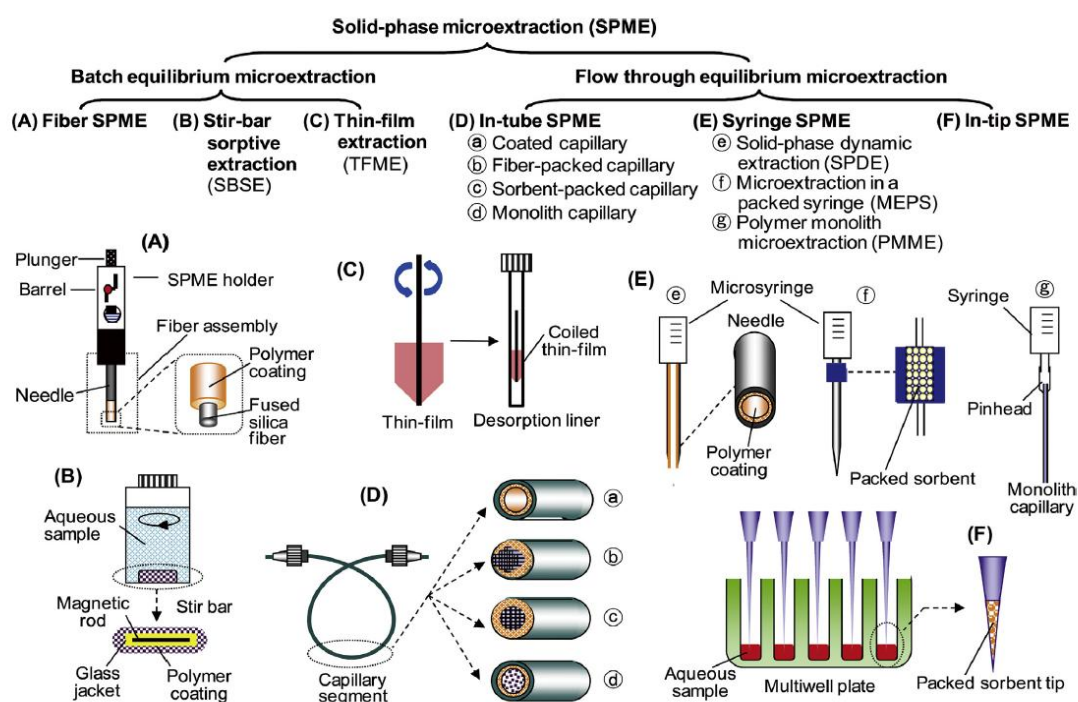 Solid-phase microextraction (SPME)
Batch equilibrium microextraction
Flow through equilibrium microextraction
(A) Fiber SPME
(B) Stir-bar
sorptive
extraction
(SBSE)
(C) Thin-film
extraction
(TFME)
(D) In-tube SPME
ⓐ Coated capillary
ⓑ Fiber-packed capillary
ⓒ Sorbent-packed capillary
ⓓ Monolith capillary
(E) Syringe SPME
ⓔ Solid-phase dynamic
extraction (SPDE)
ⓕ Microextraction in a
packed syringe (MEPS)
ⓖ Polymer monolith
microextraction (PMME)
(F) In-tip SPME
(A)
Plunger
Barrel
SPME holder
Fiber assembly
Polymer
coating
Needle
Fused
silica
fiber
(C)
Coiled
thin-film
Thin-film
Desorption liner
(E)
ⓔ
Microsyringe
ⓕ
Needle
Polymer
coating
Packed sorbent
ⓖ
Syringe
Pinhead
Monolith
capillary
(B)
Aqueous
sample
Magnetic
rod
Stir bar
Glass
jacket
Polymer
coating
(D)
ⓐ
ⓑ
ⓒ
ⓓ
Capillary
segment
(F)
Aqueous
sample
Multiwell plate
Packed sorbent tip